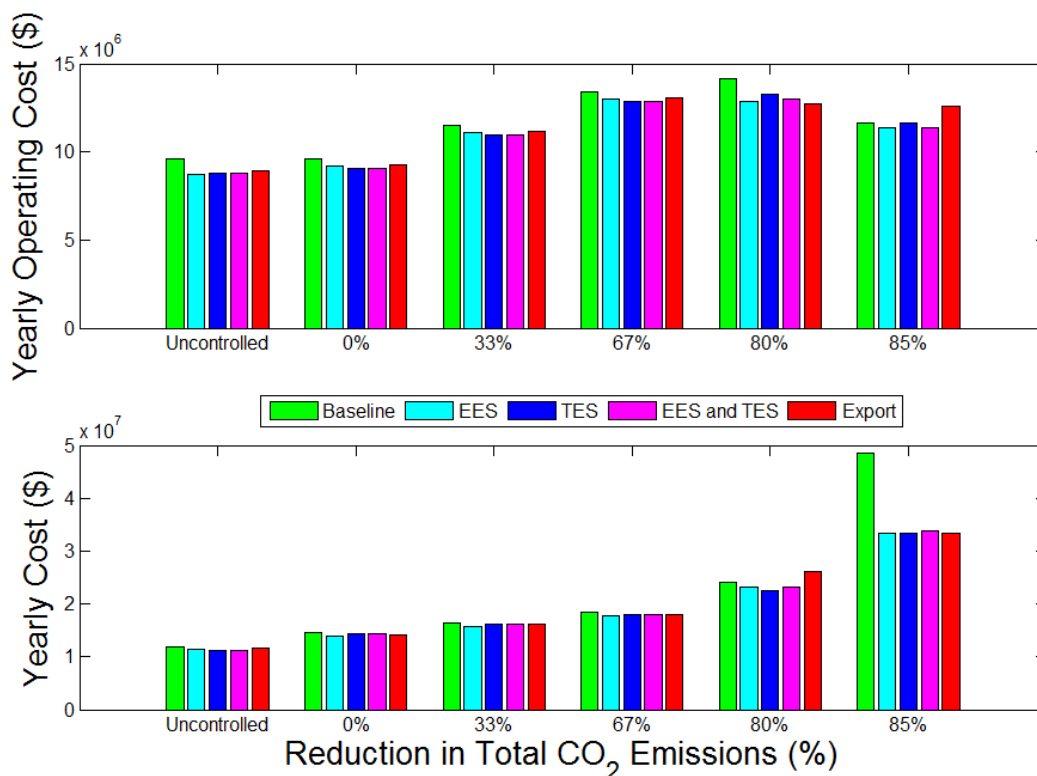 x 10^6
Yearly Operating Cost ($)
15
10
5
0
Uncontrolled 0% 33% 67% 80% 85%
Baseline EES TES EES and TES Export
x 10^7
Yearly Cost ($)
5
4
3
2
1
0
Uncontrolled 0% 33% 67% 80% 85%
Reduction in Total CO₂ Emissions (%)